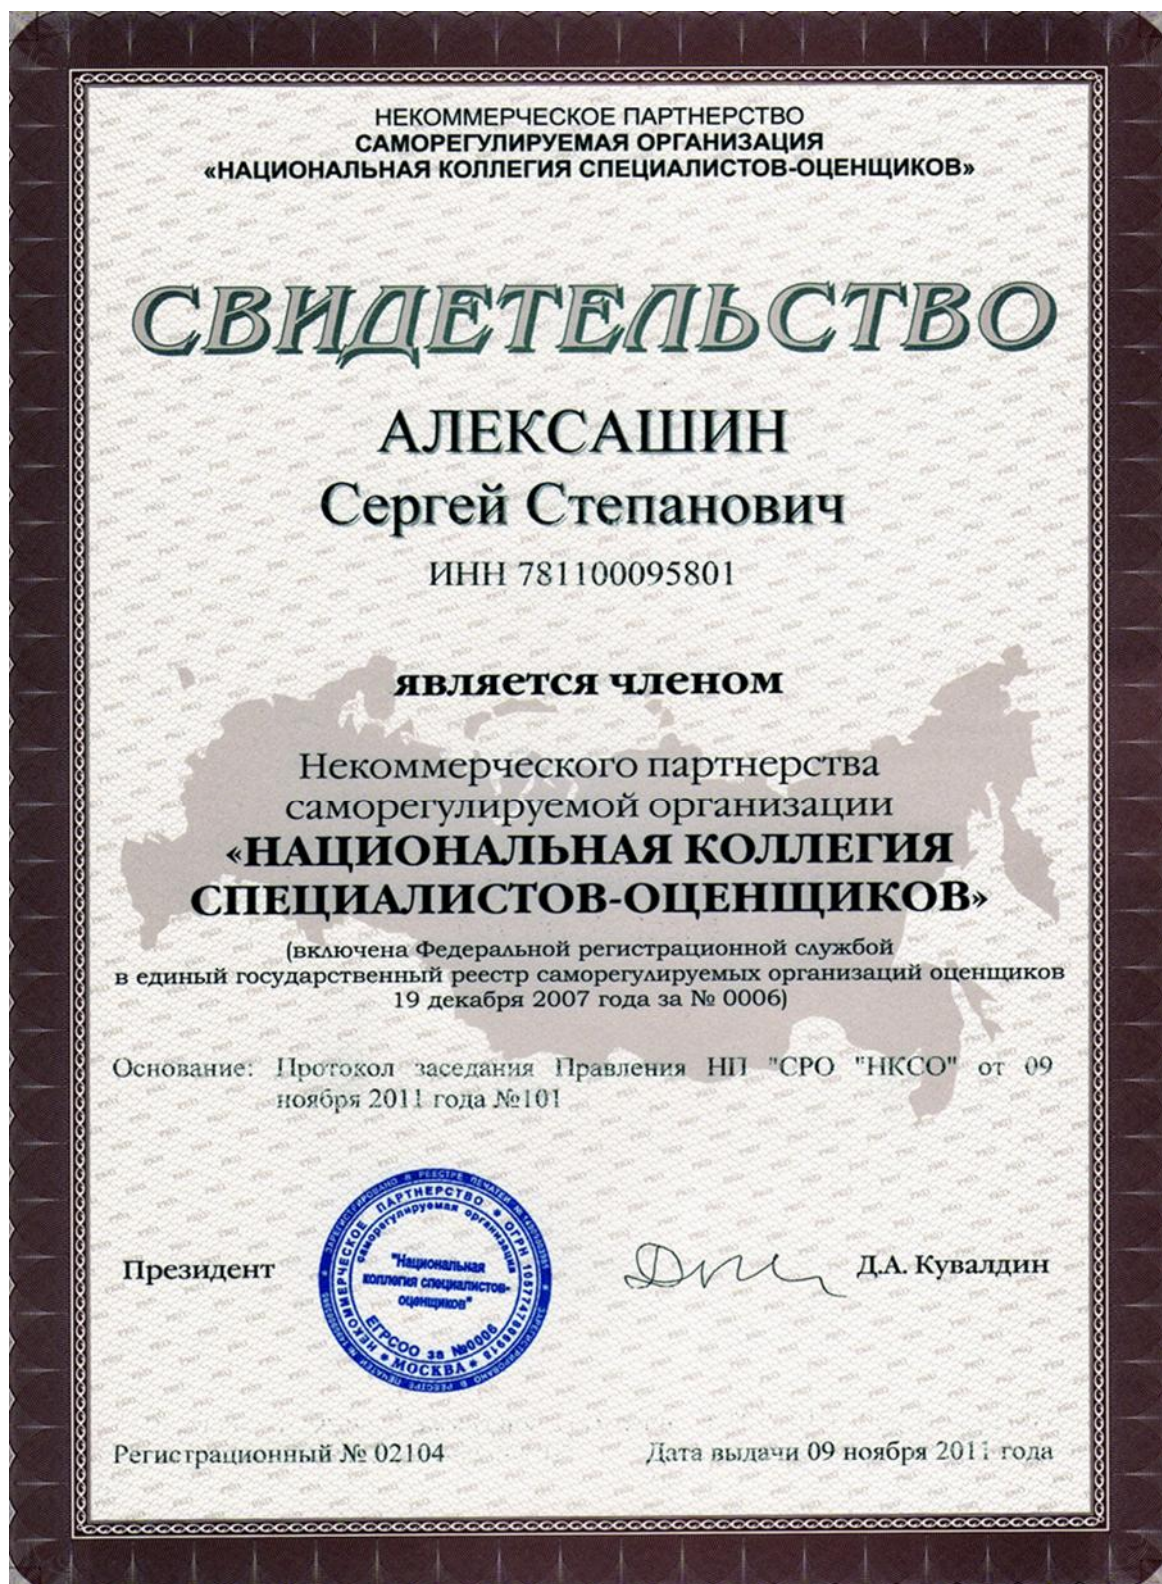 НЕКОММЕРЧЕСКОЕ ПАРТНЕРСТВО
САМОРЕГУЛИРУЕМАЯ ОРГАНИЗАЦИЯ
«НАЦИОНАЛЬНАЯ КОЛЛЕГИЯ СПЕЦИАЛИСТОВ-ОЦЕНЩИКОВ»
СВИДЕТЕЛЬСТВО
АЛЕКСАШИН
Сергей Степанович
ИНН 781100095801
является членом
Некоммерческого партнерства
саморегулируемой организации
«НАЦИОНАЛЬНАЯ КОЛЛЕГИЯ
СПЕЦИАЛИСТОВ-ОЦЕНЩИКОВ»
(включена Федеральной регистрационной службой
в единый государственный реестр саморегулируемых организаций оценщиков
19 декабря 2007 года за № 0006)
Основание: Протокол заседания Правления НП "СРО "НКСО" от 09
ноября 2011 года №101
НЕКОММЕРЧЕСКОЕ ПАРТНЕРСТВО
саморегулируемая организация
"Национальная
коллегия специалистов-
оценщиков"
ЕГРСОО за №0006
МОСКВА
Президент
Д.А. Кувалдин
Регистрационный № 02104
Дата выдачи 09 ноября 2011 года